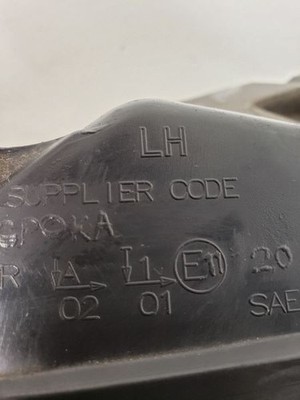 LH
SUPPLIER CODE
R A 1 E11 20
02 01 SAE